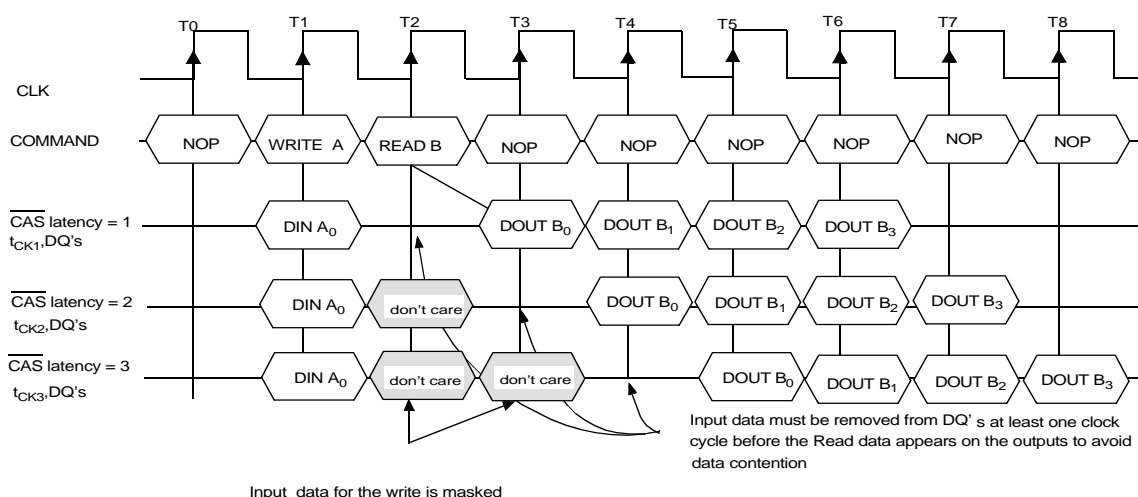 T0 T1 T2 T3 T4 T5 T6 T7 T8
CLK
COMMAND NOP WRITE A READ B NOP NOP NOP NOP NOP NOP
CAS latency = 1
tCK1,DQ's
DIN A0 DOUT B0 DOUT B1 DOUT B2 DOUT B3
CAS latency = 2
tCK2,DQ's
DIN A0 don't care DOUT B0 DOUT B1 DOUT B2 DOUT B3
CAS latency = 3
tCK3,DQ's
DIN A0 don't care don't care DOUT B0 DOUT B1 DOUT B2 DOUT B3
Input data must be removed from DQ's at least one clock
cycle before the Read data appears on the outputs to avoid
data contention
Input data for the write is masked